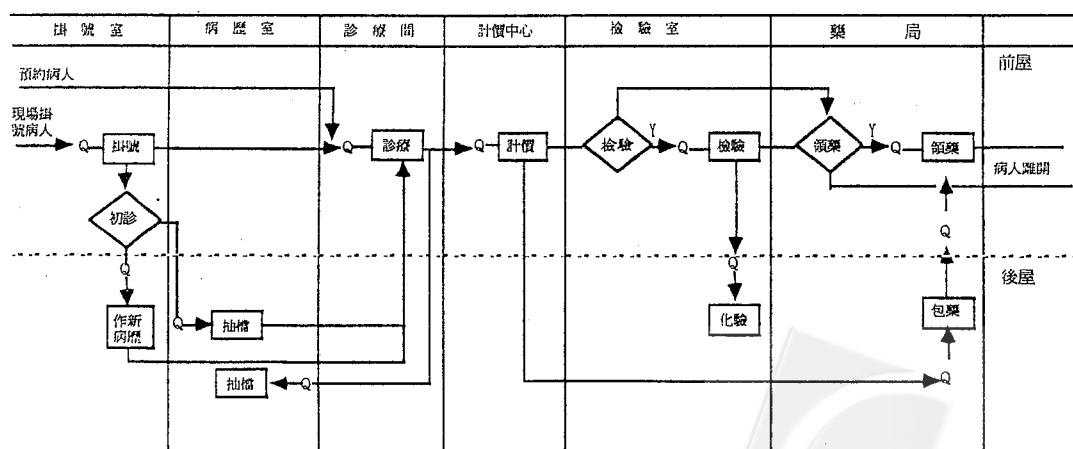 掛號室 病歷室 診療間 計價中心 檢驗室 藥局
前屋
預約病人
現場掛
號病人
Q 掛號 Q 診療 Q 計價 檢驗 Y Q 檢驗 領藥 Y Q 領藥
病人離開
初診
Q
Q
Q
後屋
作新
病歷
Q 抽檔
化驗
包藥
抽檔 Q
Q